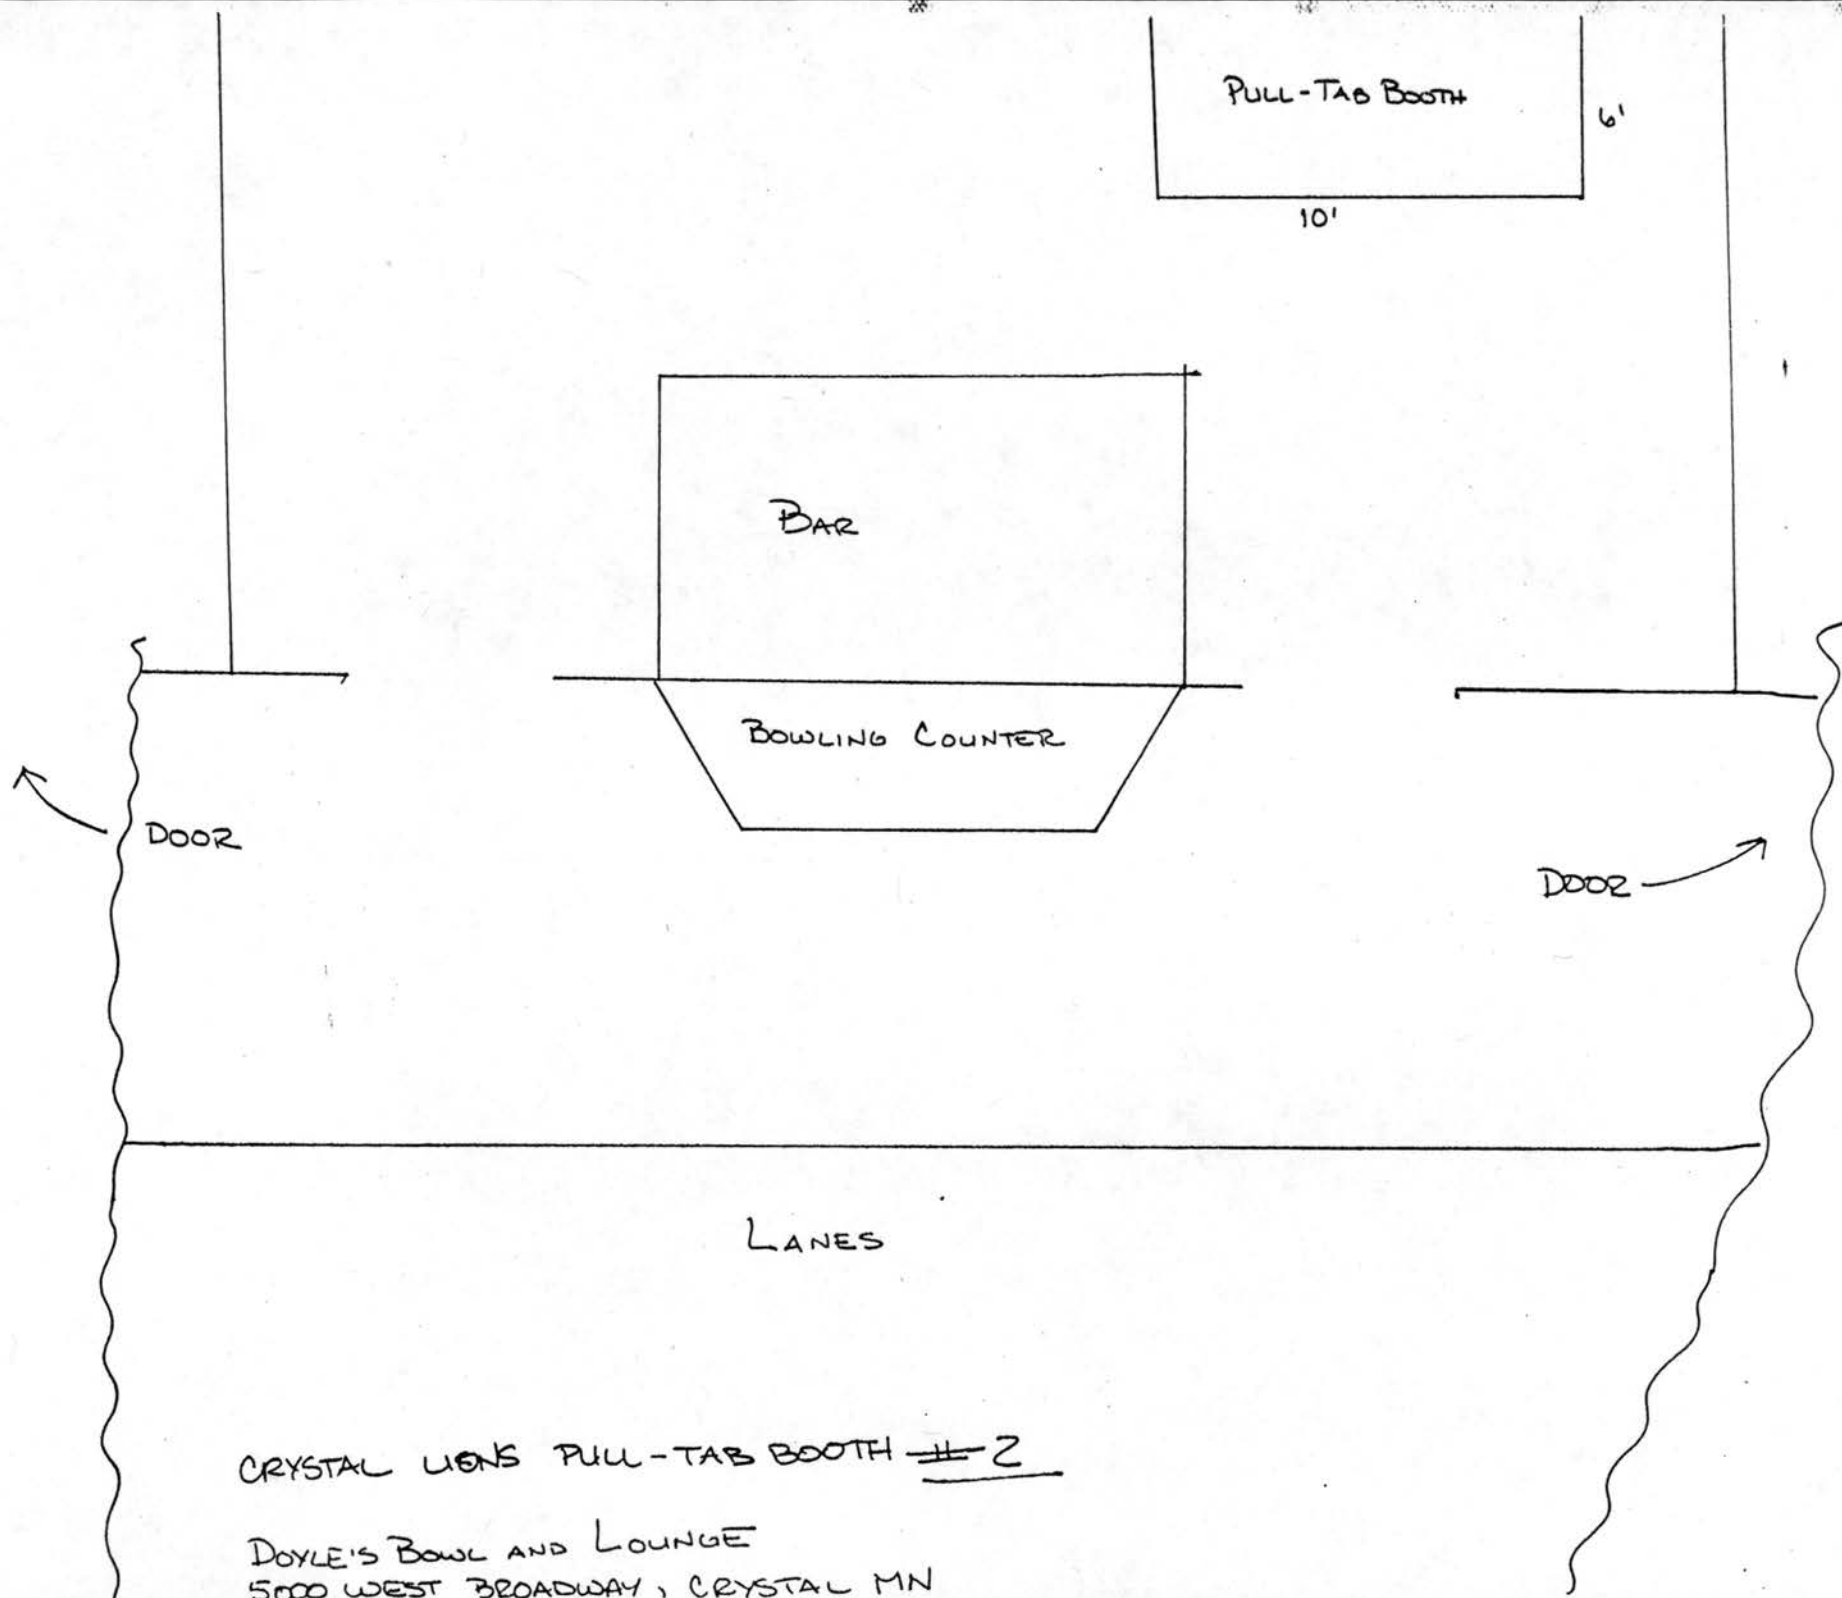 PULL-TAB BOOTH
6'
10'
BAR
BOWLING COUNTER
DOOR
DOOR
LANES
CRYSTAL LIONS PULL-TAB BOOTH #2
DOYLE'S BOWL AND LOUNGE
5000 WEST BROADWAY, CRYSTAL MN